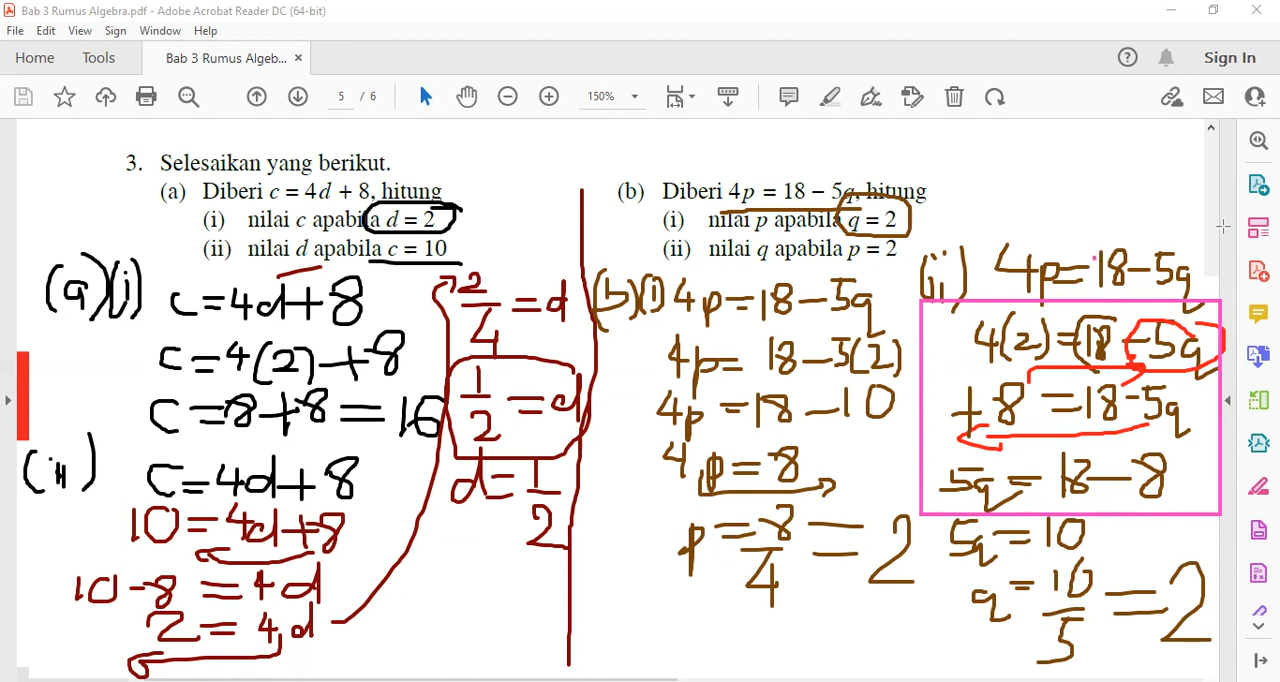 Bab 3 Rumus Algebra.pdf - Adobe Acrobat Reader DC (64-bit)
File Edit View Sign Window Help
Home Tools Bab 3 Rumus Algeb... × Sign In
5 / 6 150%
3. Selesaikan yang berikut.
(a) Diberi c = 4d + 8, hitung
(i) nilai c apabila d = 2
(ii) nilai d apabila c = 10
(a)(i) c=4d+8
c=4(2)+8
c=8+8=16
(ii) c=4d+8
10=4d+8
10-8=4d
2=4d
2/4=d
1/2=d
d=1/2
(b) Diberi 4p = 18 − 5q, hitung
(i) nilai p apabila q = 2
(ii) nilai q apabila p = 2
(b)(i) 4p=18-5q
4p=18-5(2)
4p=18-10
4p=8
p=8/4=2
(ii) 4p=18-5q
4(2)=18-5q
+8=18-5q
5q=18-8
5q=10
q=10/5=2